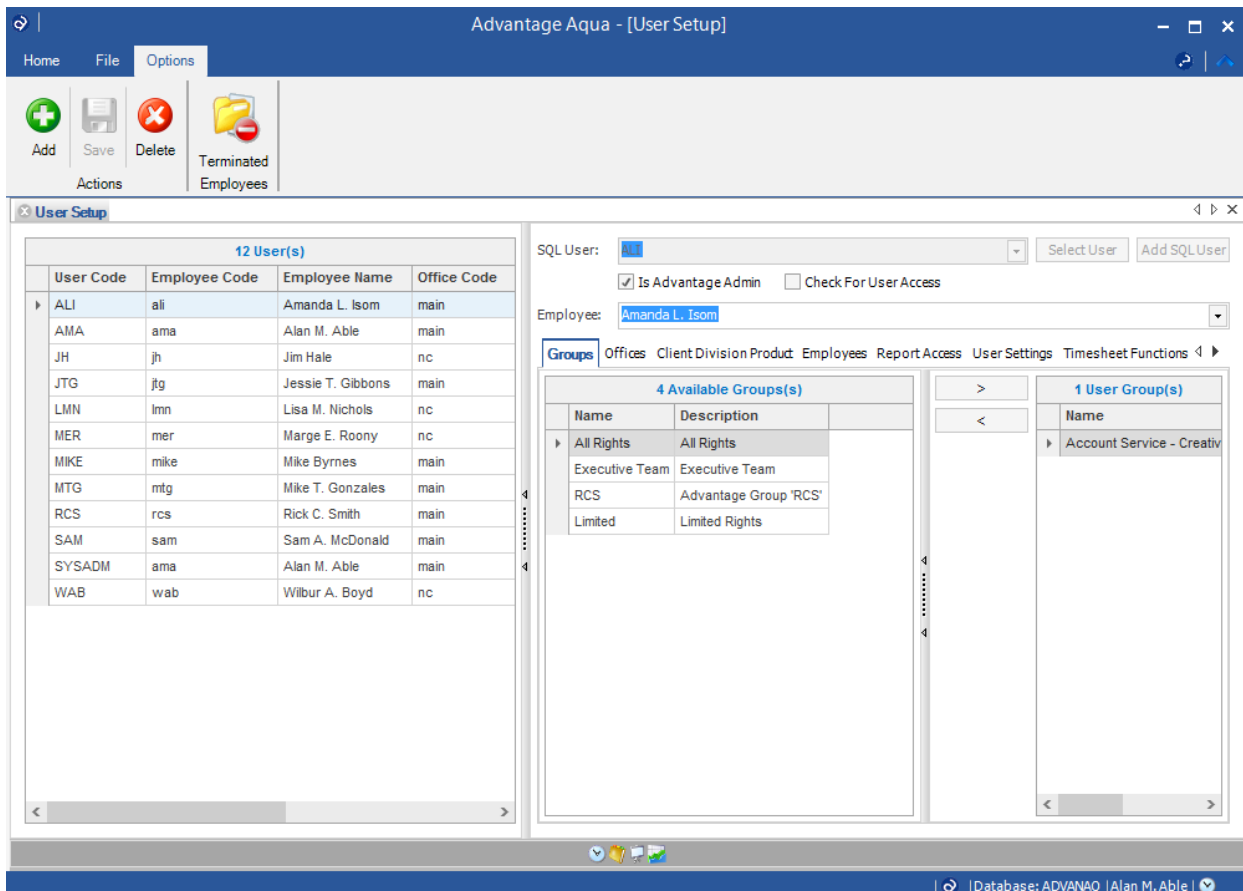 Advantage Aqua - [User Setup]
Home File Options
Add Save Delete Terminated Employees
Actions
User Setup
12 User(s)
User Code Employee Code Employee Name Office Code
ALI ali Amanda L. Isom main
AMA ama Alan M. Able main
JH jh Jim Hale nc
JTG jtg Jessie T. Gibbons main
LMN lmn Lisa M. Nichols nc
MER mer Marge E. Roony nc
MIKE mike Mike Byrnes main
MTG mtg Mike T. Gonzales main
RCS rcs Rick C. Smith main
SAM sam Sam A. McDonald main
SYSADM ama Alan M. Able main
WAB wab Wilbur A. Boyd nc
SQL User: ALI Select User Add SQL User
Is Advantage Admin Check For User Access
Employee: Amanda L. Isom
Groups Offices Client Division Product Employees Report Access User Settings Timesheet Functions
4 Available Groups(s)
Name Description
All Rights All Rights
Executive Team Executive Team
RCS Advantage Group 'RCS'
Limited Limited Rights
>
<
1 User Group(s)
Name
Account Service - Creativ
| Database: ADVANAQ | Alan M. Able |